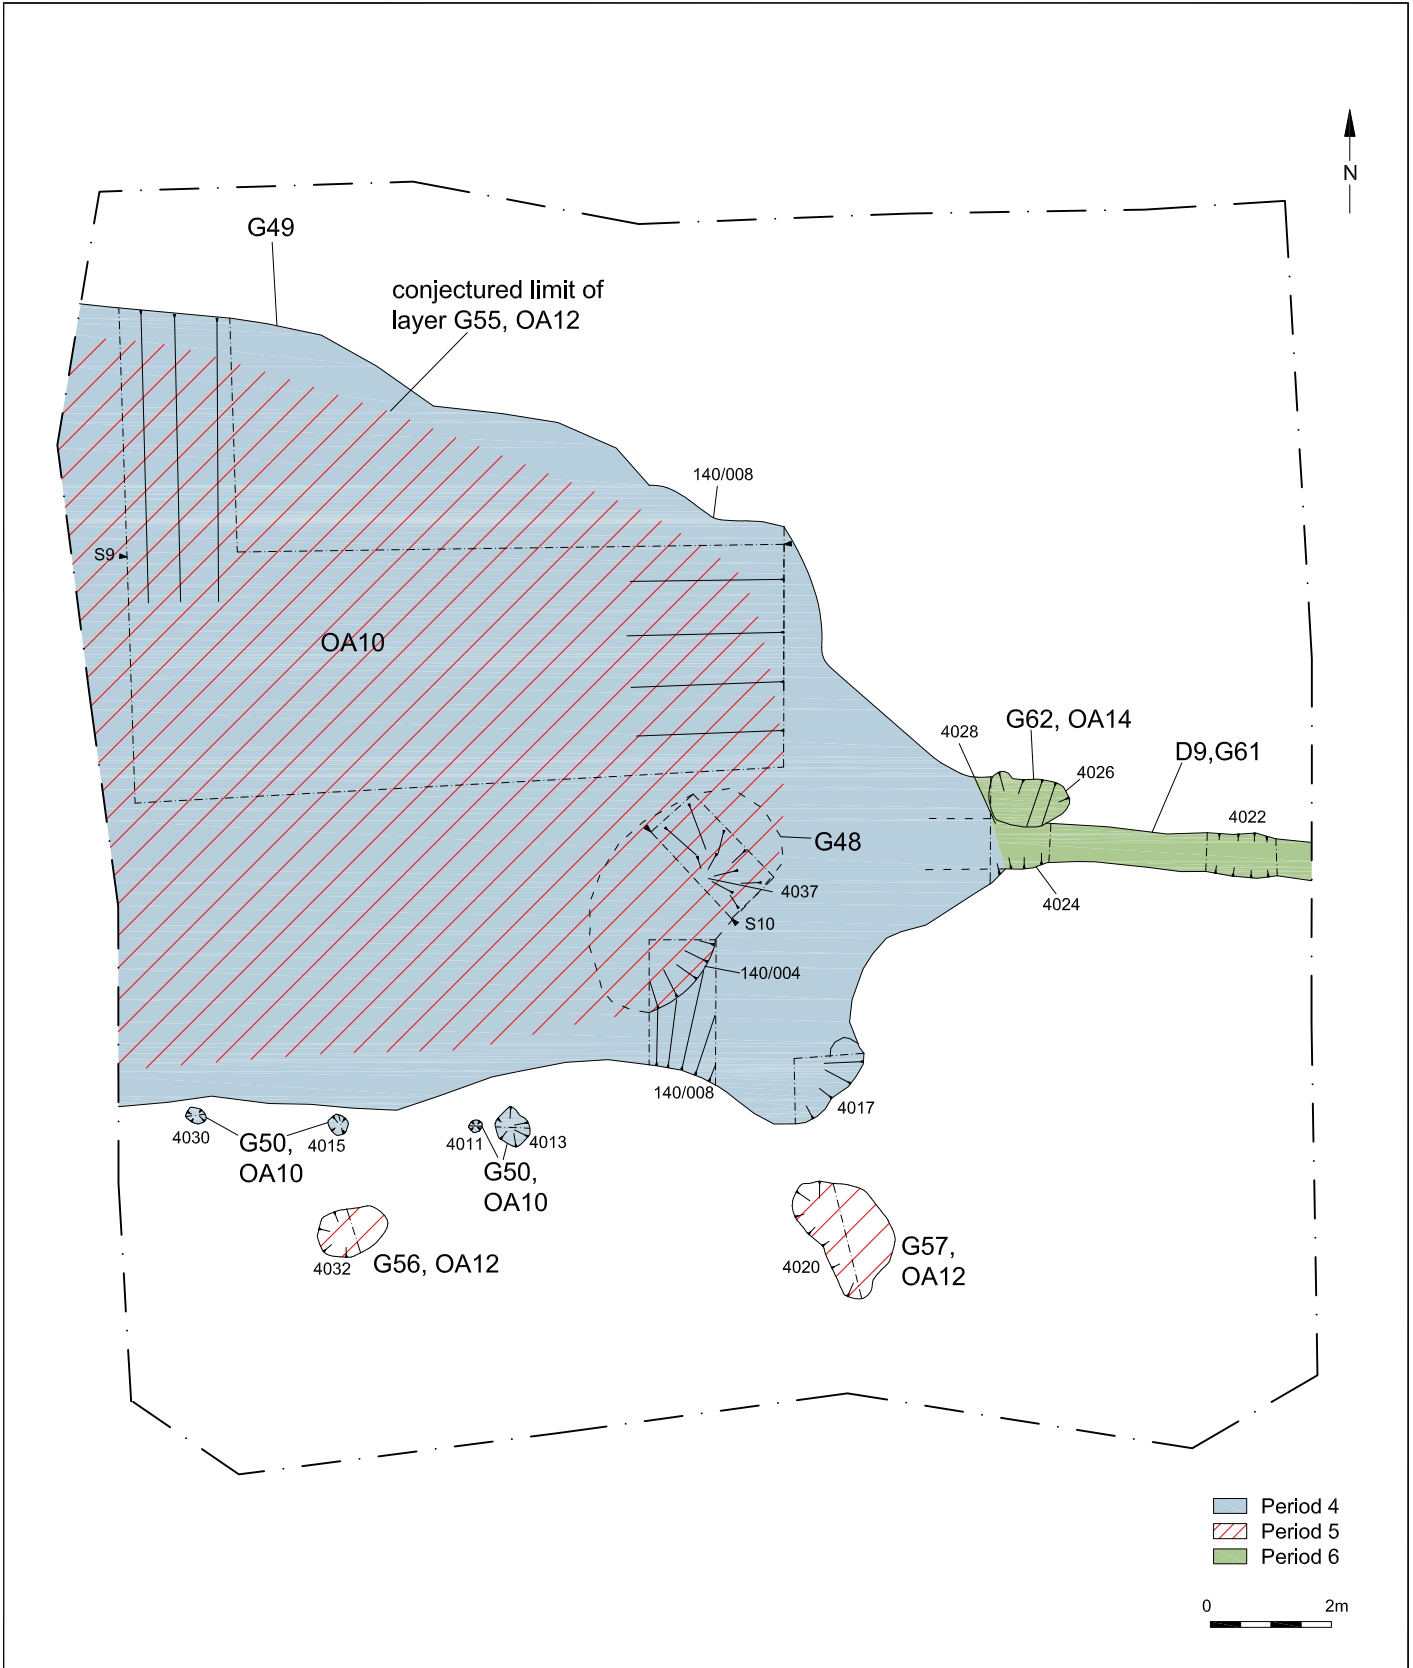 N
G49
conjectured limit of
layer G55, OA12
140/008
S9
OA10
G62, OA14
4028
D9,G61
4026
4022
G48
4037
4024
S10
140/004
140/008
4017
4030
4015
4011
4013
G50,
OA10
G50,
OA10
G57,
OA12
4032
G56, OA12
4020
Period 4
Period 5
Period 6
0
2m